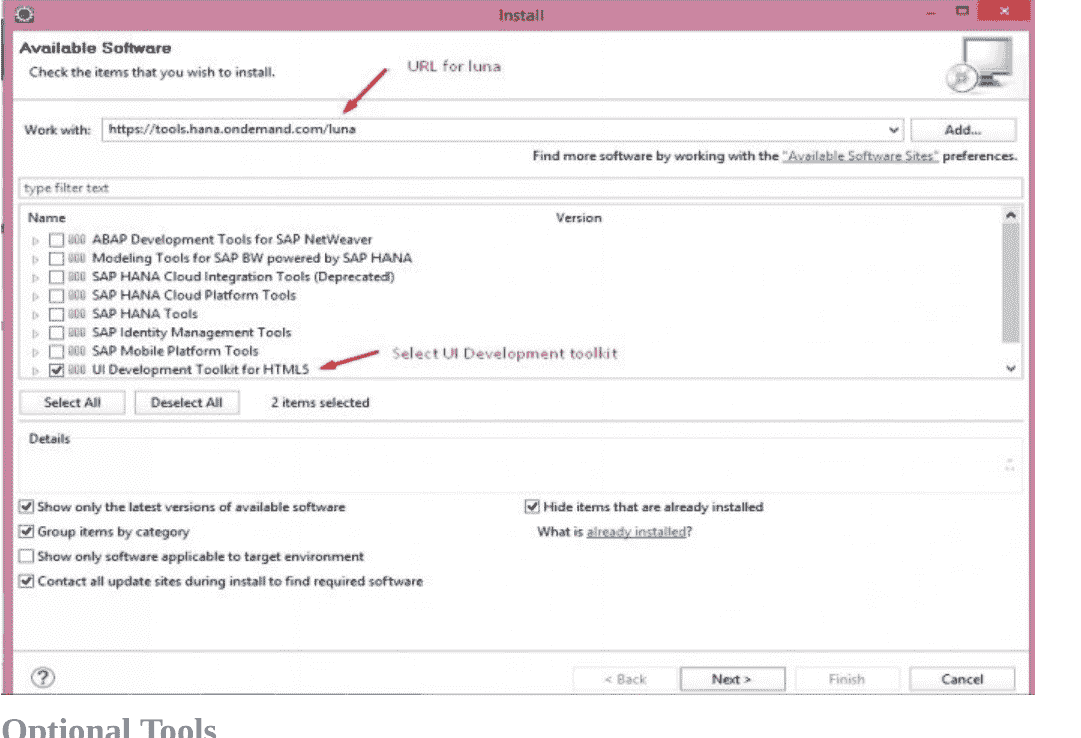 Install
Available Software
Check the items that you wish to install.
URL for luna
Work with: https://tools.hana.ondemand.com/luna Add...
Find more software by working with the "Available Software Sites" preferences.
type filter text
Name Version
ABAP Development Tools for SAP NetWeaver
Modeling Tools for SAP BW powered by SAP HANA
SAP HANA Cloud Integration Tools (Deprecated)
SAP HANA Cloud Platform Tools
SAP HANA Tools
SAP Identity Management Tools
SAP Mobile Platform Tools
Select UI Development toolkit
UI Development Toolkit for HTML5
Select All Deselect All 2 items selected
Details
Show only the latest versions of available software Hide items that are already installed
Group items by category What is already installed?
Show only software applicable to target environment
Contact all update sites during install to find required software
? < Back Next > Finish Cancel
Optional Tools